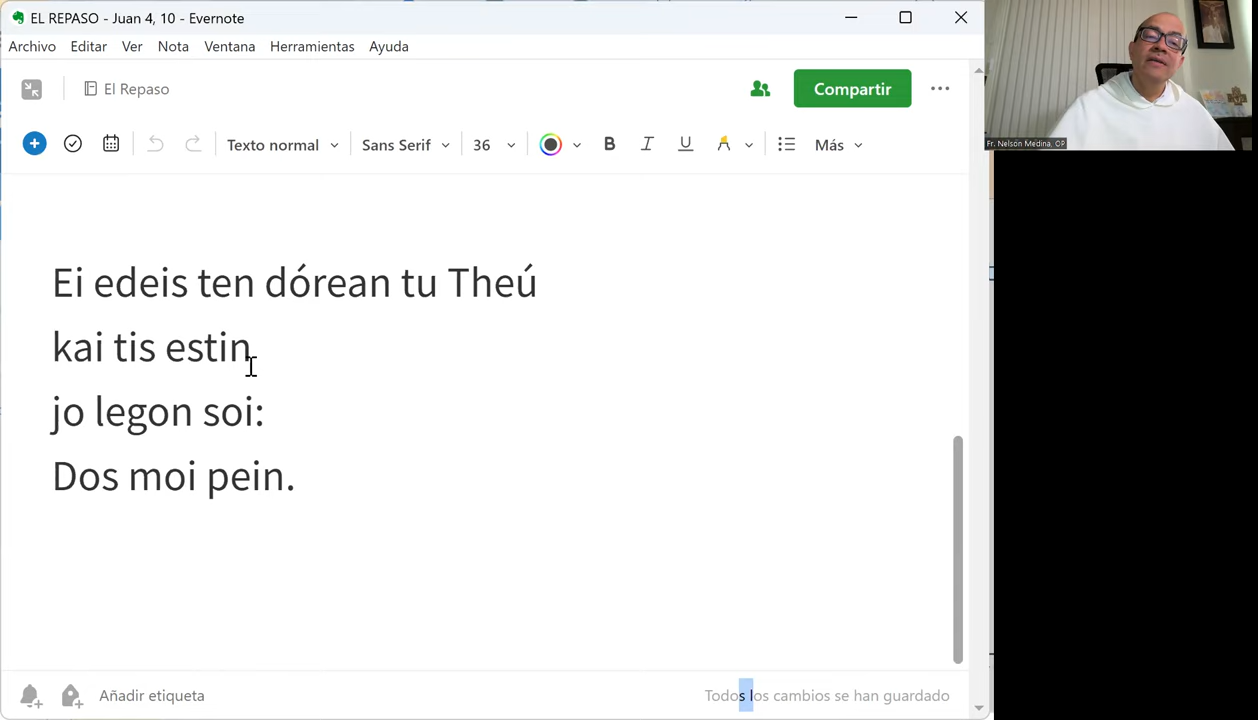 EL REPASO - Juan 4, 10 - Evernote
Archivo Editar Ver Nota Ventana Herramientas Ayuda
El Repaso
Compartir
Texto normal Sans Serif 36 B I U A Más
Ei edeis ten dórean tu Theú
kai tis estin
jo legon soi:
Dos moi pein.
Añadir etiqueta
Todos los cambios se han guardado
Fr. Nelson Medina, OP